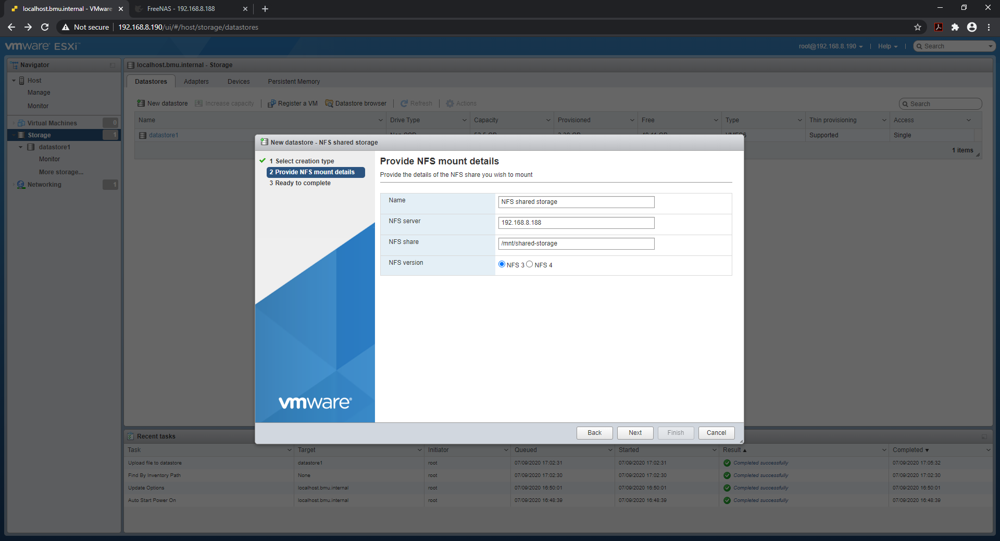 localhost.bmu.internal - VMware
FreeNAS - 192.168.8.188
Not secure
192.168.8.190/ui/#/host/storage/datastores
vmware ESXi™
root@192.168.8.190
Help
Search
Navigator
localhost.bmu.internal - Storage
Host
Manage
Monitor
Virtual Machines 0
Storage 1
datastore1
Monitor
More storage...
Networking 1
Datastores Adapters Devices Persistent Memory
New datastore Increase capacity Register a VM Datastore browser Refresh Actions Search
Name Drive Type Capacity Provisioned Free Type Thin provisioning Access
datastore1 Supported Single
1 items
New datastore - NFS shared storage
1 Select creation type
2 Provide NFS mount details
3 Ready to complete
Provide NFS mount details
Provide the details of the NFS share you wish to mount
Name NFS shared storage
NFS server 192.168.8.188
NFS share /mnt/shared-storage
NFS version NFS 3 NFS 4
vmware®
Back Next Finish Cancel
Recent tasks
Task Target Initiator Queued Started Result Completed
Upload file to datastore datastore1 root 07/09/2020 17:02:31 07/09/2020 17:02:31 Completed successfully 07/09/2020 17:05:32
Find By Inventory Path None root 07/09/2020 17:02:30 07/09/2020 17:02:30 Completed successfully 07/09/2020 17:02:30
Update Options localhost.bmu.internal root 07/09/2020 16:50:01 07/09/2020 16:50:01 Completed successfully 07/09/2020 16:50:01
Auto Start Power On localhost.bmu.internal root 07/09/2020 16:48:39 07/09/2020 16:48:39 Completed successfully 07/09/2020 16:48:39